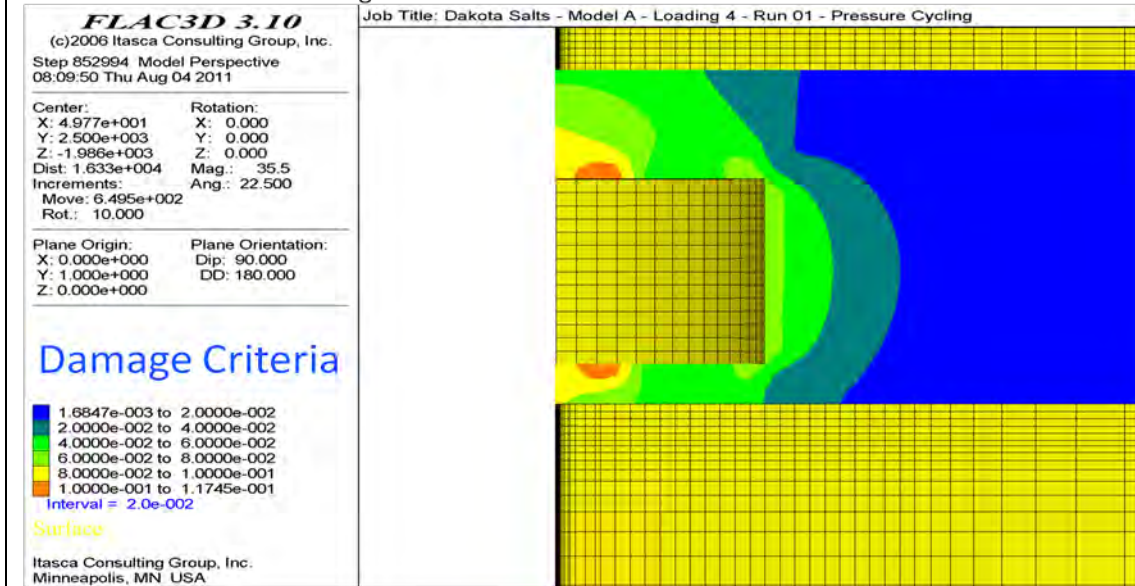 Job Title: Dakota Salts - Model A - Loading 4 - Run 01 - Pressure Cycling
FLAC3D 3.10
(c)2006 Itasca Consulting Group, Inc.
Step 852994 Model Perspective
08:09:50 Thu Aug 04 2011
Center:
X: 4.977e+001
Y: 2.500e+003
Z: -1.986e+003
Dist: 1.633e+004
Rotation:
X: 0.000
Y: 0.000
Z: 0.000
Mag.: 35.5
Ang.: 22.500
Increments:
Move: 6.495e+002
Rot.: 10.000
Plane Origin:
X: 0.000e+000
Y: 1.000e+000
Z: 0.000e+000
Plane Orientation:
Dip: 90.000
DD: 180.000
Damage Criteria
1.6847e-003 to 2.0000e-002
2.0000e-002 to 4.0000e-002
4.0000e-002 to 6.0000e-002
6.0000e-002 to 8.0000e-002
8.0000e-002 to 1.0000e-001
1.0000e-001 to 1.1745e-001
Interval = 2.0e-002
Surface
Itasca Consulting Group, Inc.
Minneapolis, MN USA